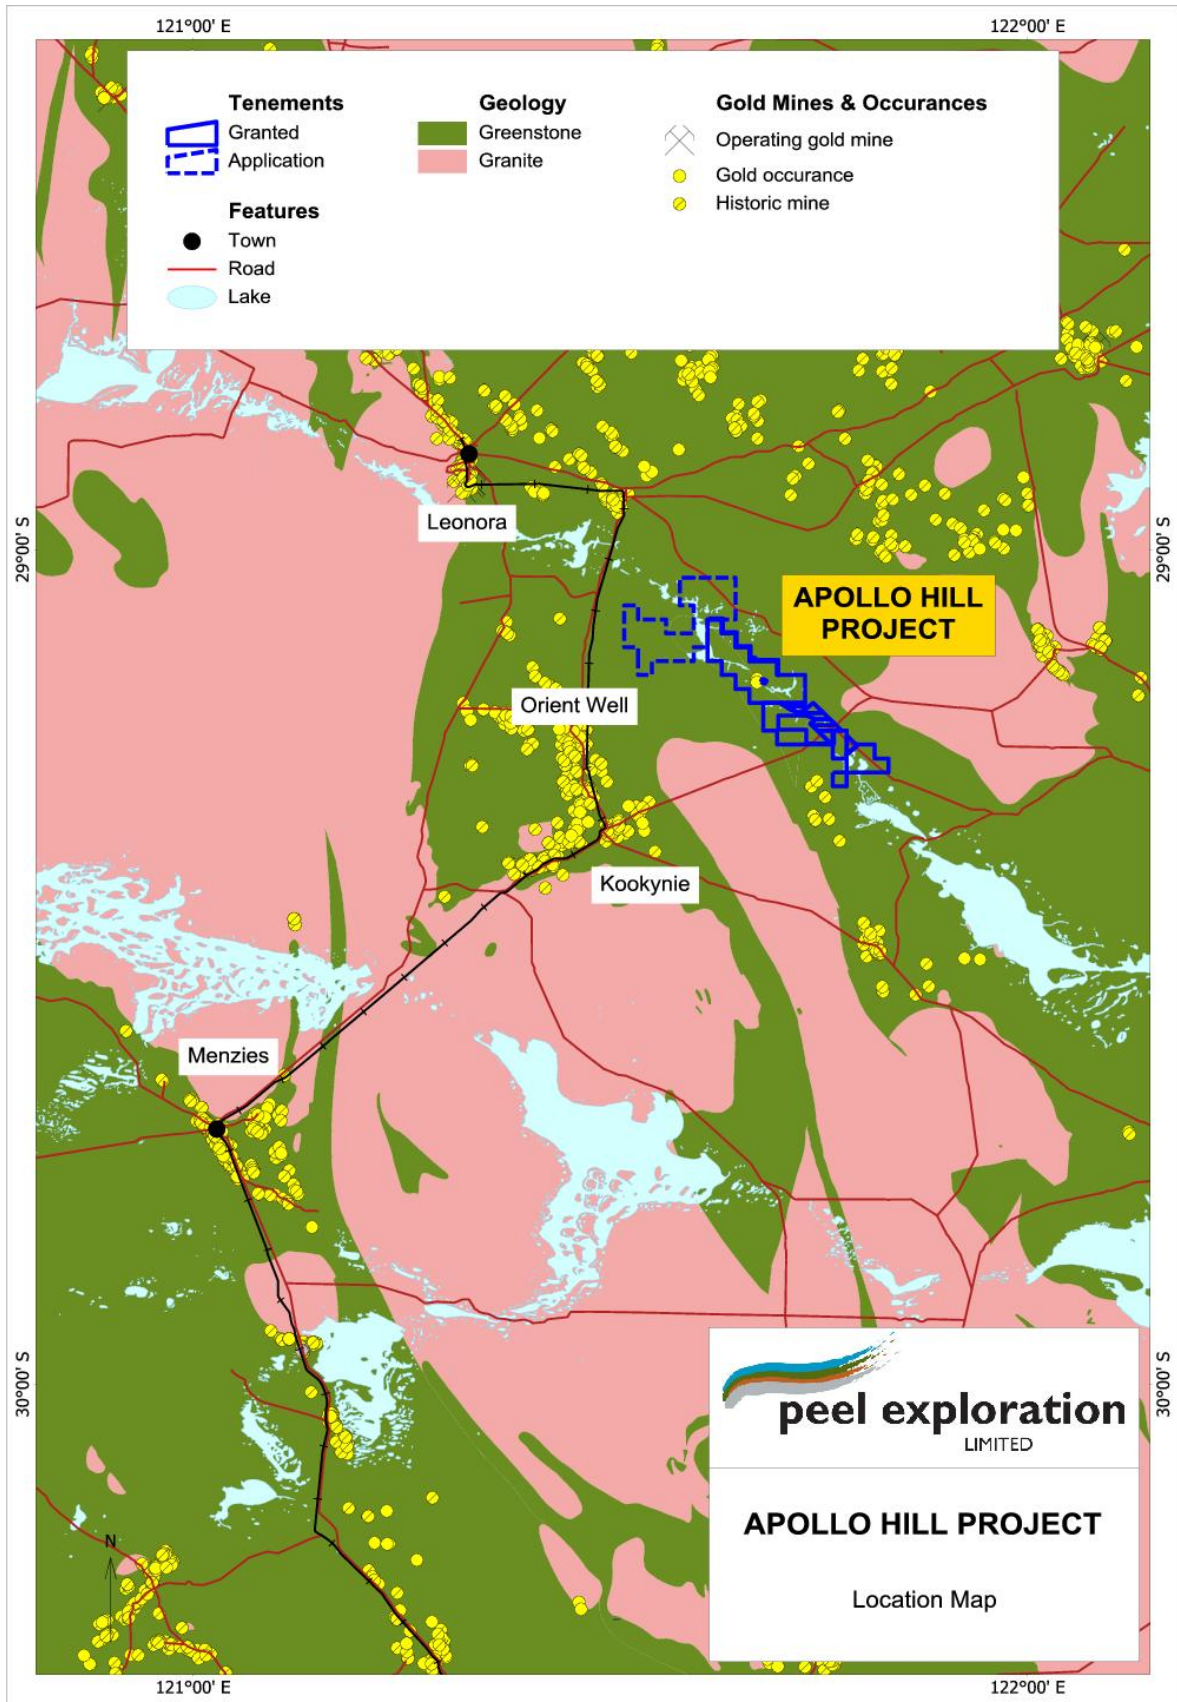 121°00' E
122°00' E
Tenements
Granted
Application
Features
Town
Road
Lake
Geology
Greenstone
Granite
Gold Mines & Occurances
Operating gold mine
Gold occurance
Historic mine
29°00' S
29°00' S
Leonora
APOLLO HILL
PROJECT
Orient Well
Kookynie
Menzies
30°00' S
30°00' S
peel exploration
LIMITED
APOLLO HILL PROJECT
Location Map
N
121°00' E
122°00' E